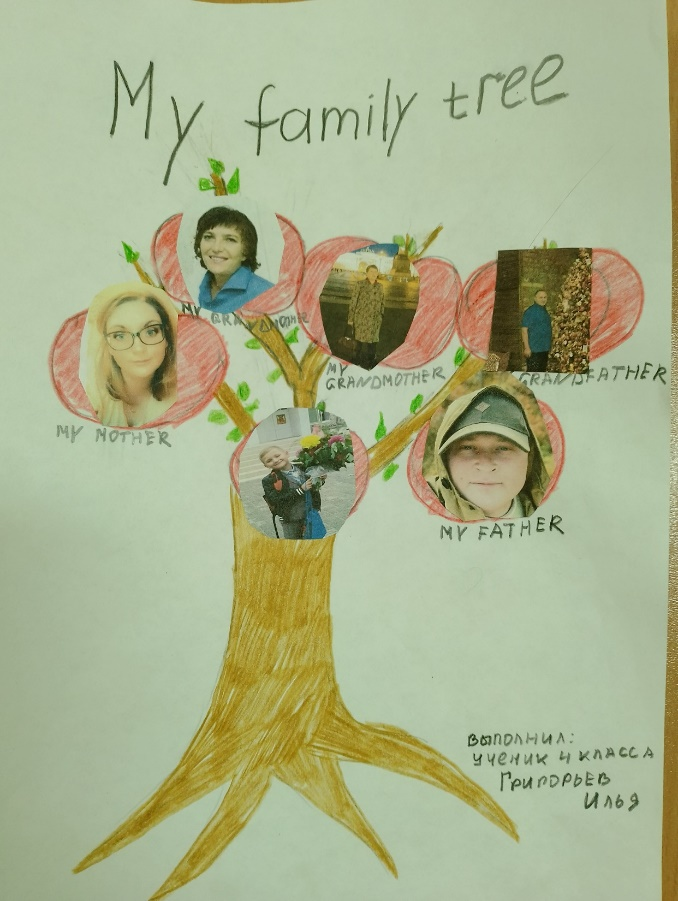 My family tree
MY GRANDMOTHER
MY
GRANDMOTHER
GRANDFATHER
MY MOTHER
MY FATHER
ВЫПОЛНИЛ:
УЧЕНИК 4 КЛАССА
ГРИГОРЬЕВ
ИЛЬЯ